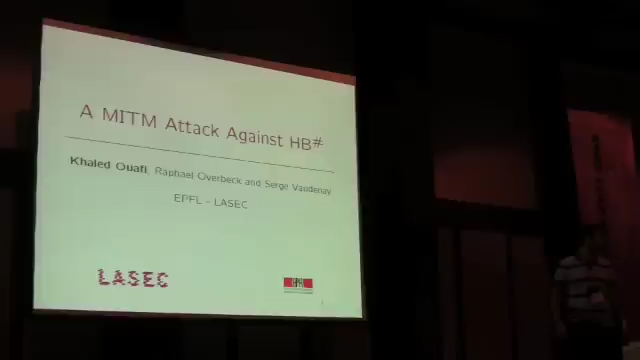 A MITM Attack Against HB#
Khaled Ouafi, Raphael Overbeck and Serge Vaudenay
EPFL - LASEC
LASEC